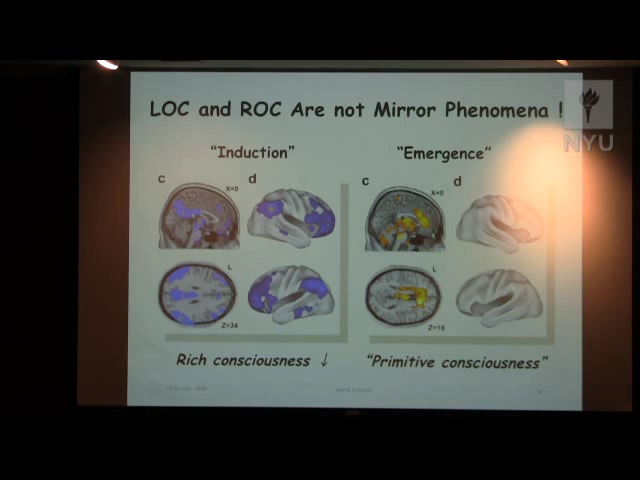 LOC and ROC Are not Mirror Phenomena !
NYU
"Induction"
"Emergence"
c
d
X=0
c
d
X=0
L
Z=34
L
Z=18
Rich consciousness ↓
"Primitive consciousness"